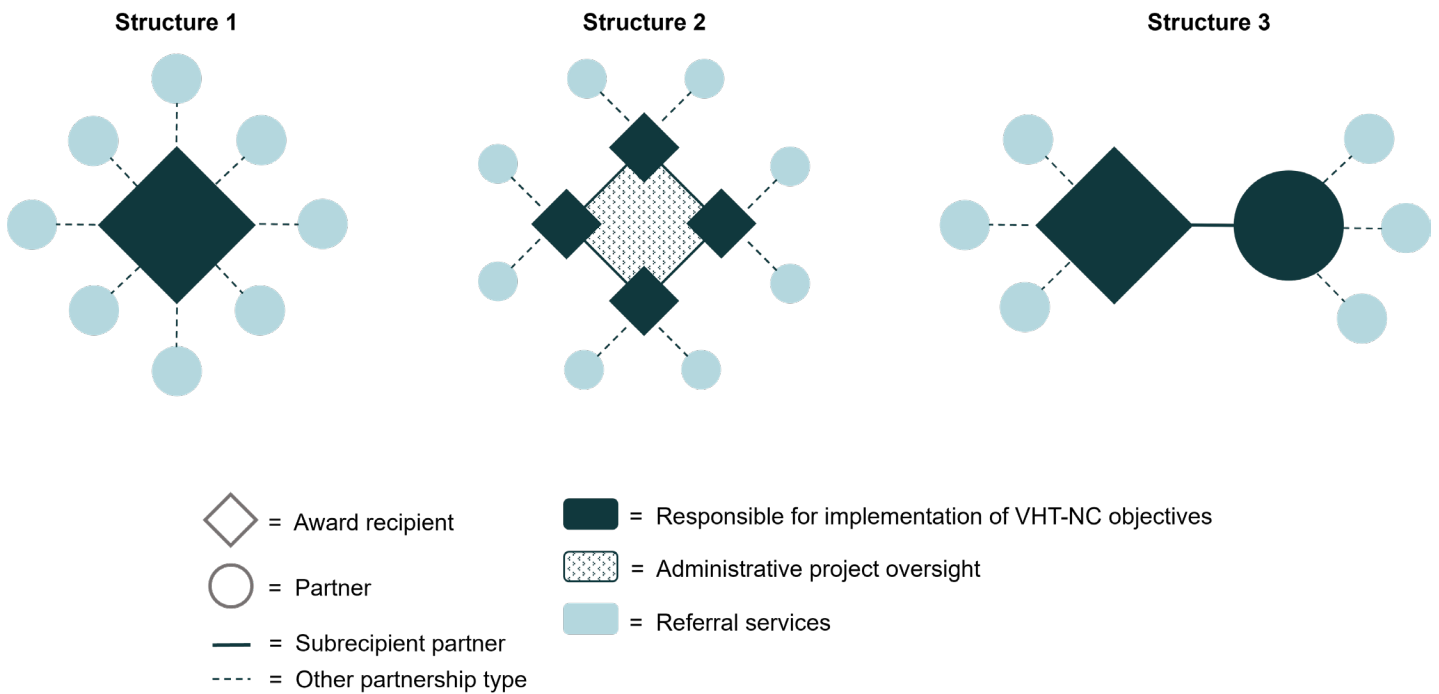 Structure 1
Structure 2
Structure 3
= Award recipient
= Partner
= Subrecipient partner
= Other partnership type
= Responsible for implementation of VHT-NC objectives
= Administrative project oversight
= Referral services